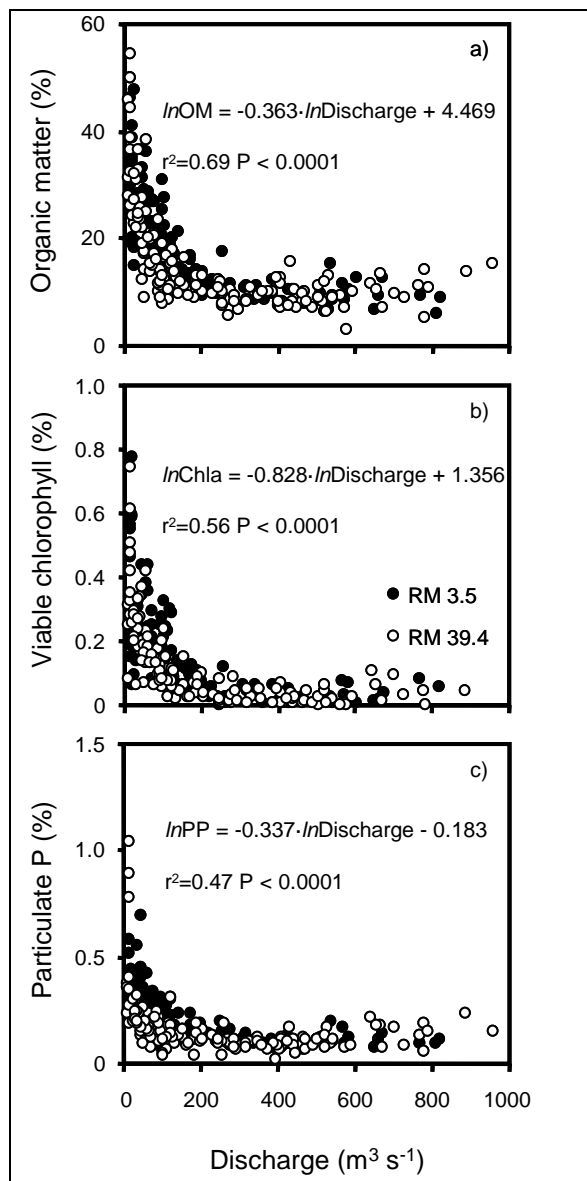 a)
60
40
20
0
Organic matter (%)
lnOM = -0.363·lnDischarge + 4.469
r²=0.69 P < 0.0001
b)
1.0
0.8
0.6
0.4
0.2
0
Viable chlorophyll (%)
lnChla = -0.828·lnDischarge + 1.356
r²=0.56 P < 0.0001
RM 3.5
RM 39.4
c)
1.5
1.0
0.5
0
Particulate P (%)
lnPP = -0.337·lnDischarge - 0.183
r²=0.47 P < 0.0001
0 200 400 600 800 1000
Discharge (m³ s⁻¹)